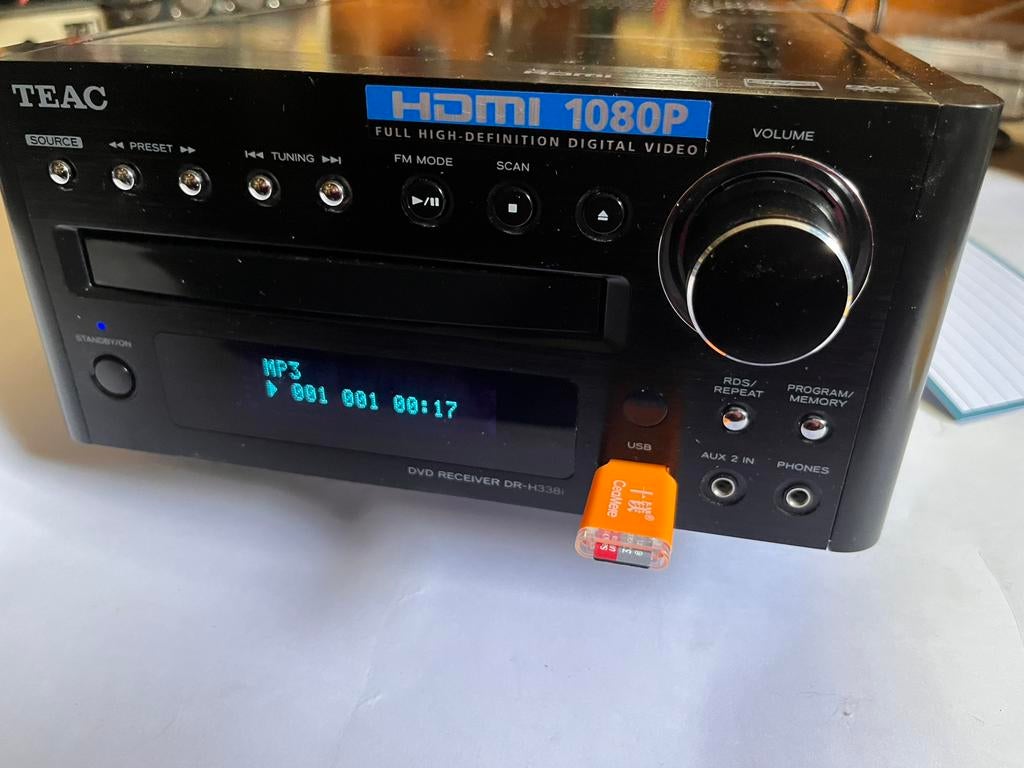 TEAC
HDMI 1080P
FULL HIGH-DEFINITION DIGITAL VIDEO
SOURCE
◀◀ PRESET ▶▶
|◀◀ TUNING ▶▶|
FM MODE
SCAN
VOLUME
STANDBY/ON
MP3
001 001 00:17
RDS/
REPEAT
PROGRAM/
MEMORY
USB
AUX 2 IN
PHONES
DVD RECEIVER DR-H338i
CeaMere